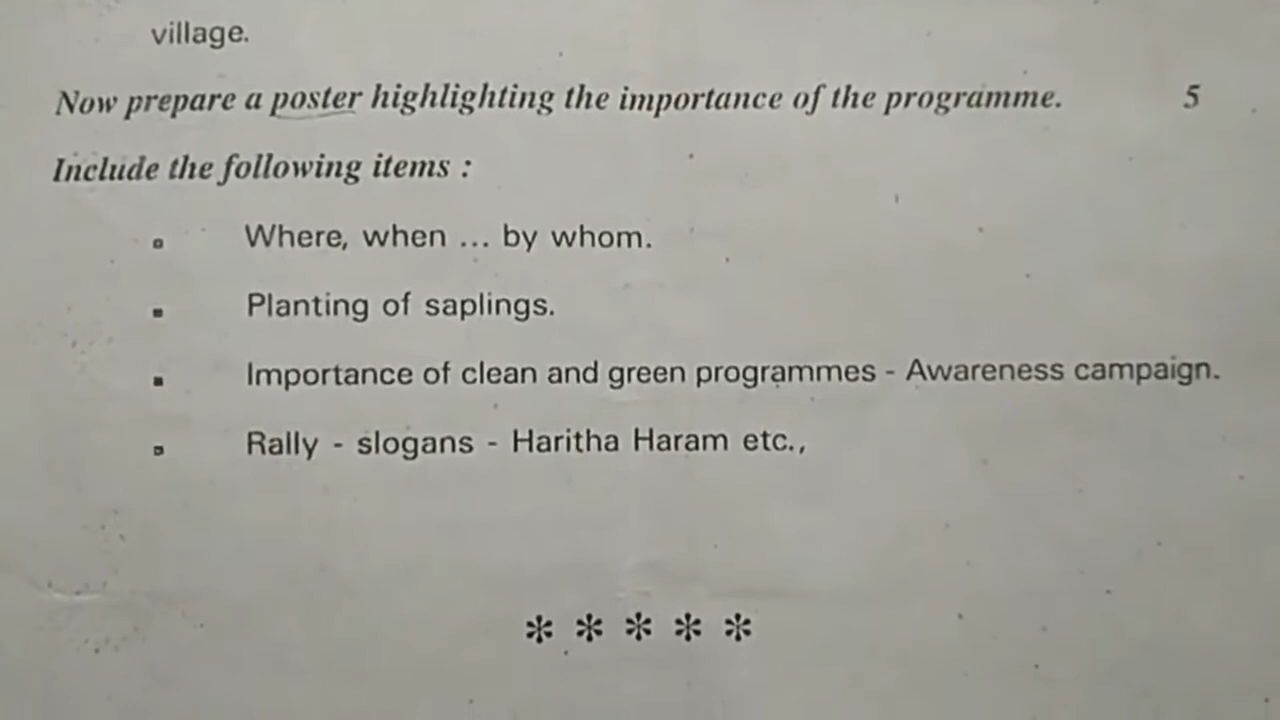 village.
Now prepare a poster highlighting the importance of the programme. 5
Include the following items :
▫ Where, when ... by whom.
▪ Planting of saplings.
▪ Importance of clean and green programmes - Awareness campaign.
▫ Rally - slogans - Haritha Haram etc.,
* * * * *